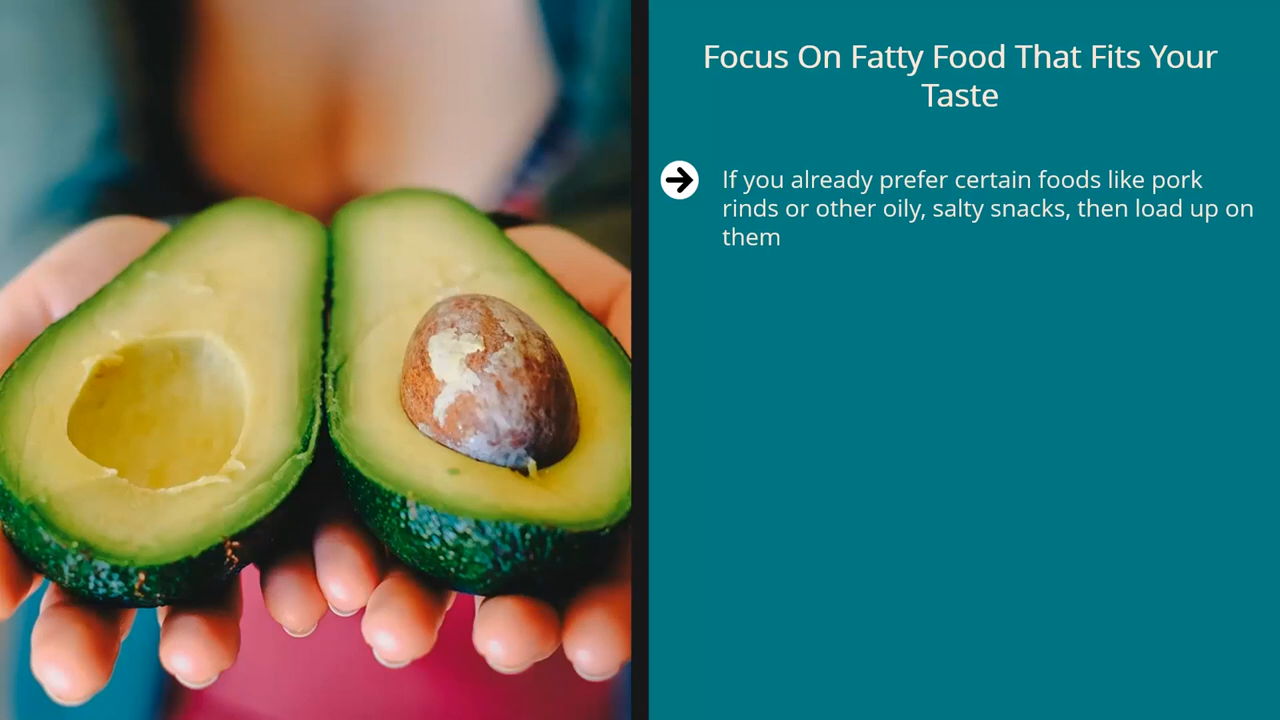 Focus On Fatty Food That Fits Your
Taste
If you already prefer certain foods like pork
rinds or other oily, salty snacks, then load up on
them